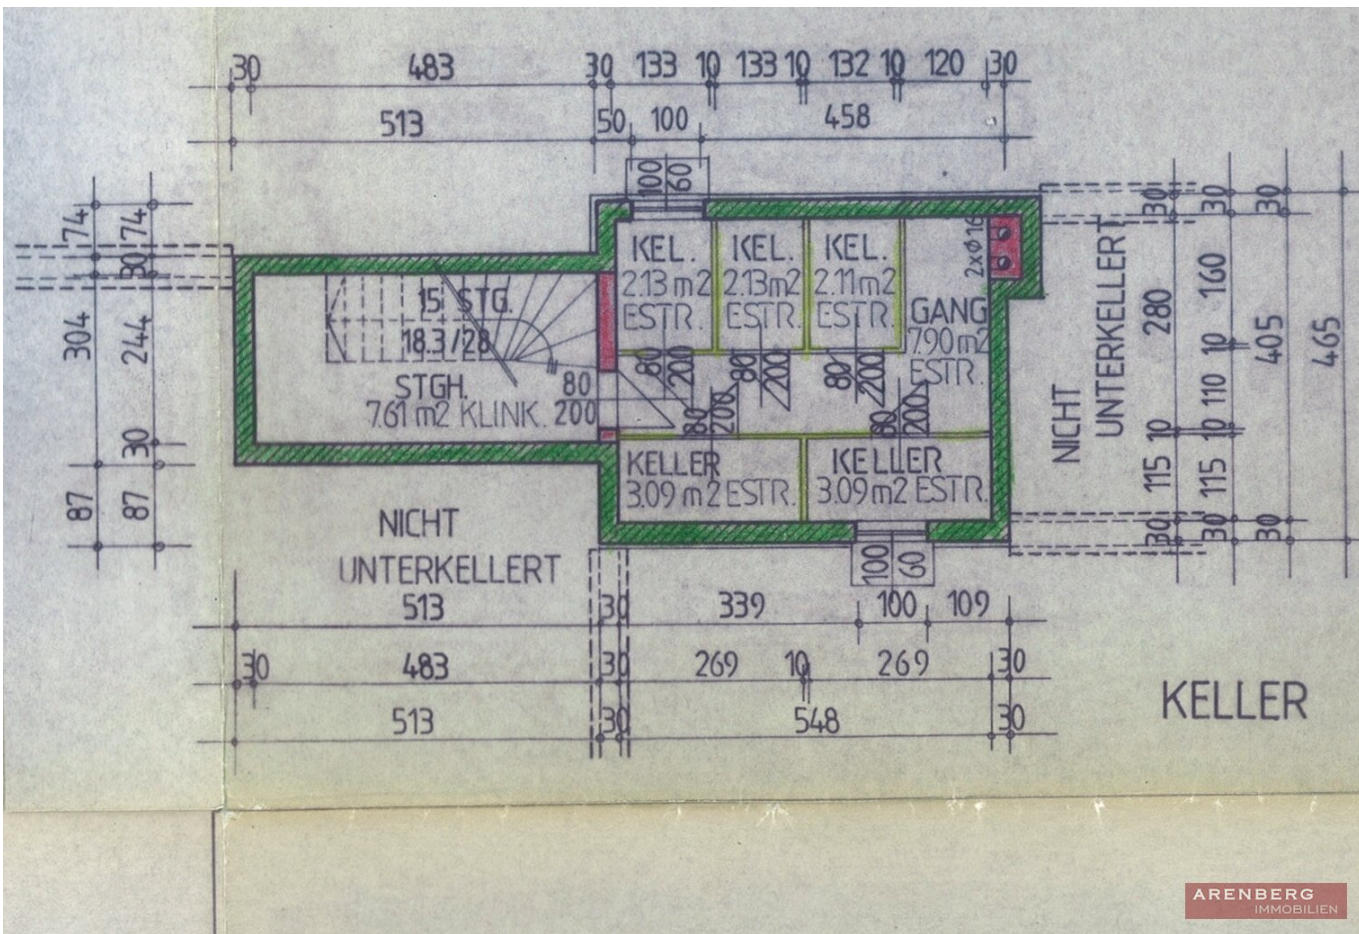 30 483 30 133 10 133 10 132 10 120 30
513 50 100 458
100 60
74 74
30
304 244
30
87 87
KEL. KEL. KEL.
2.13 m2 2.13m2 2.11m2
ESTR. ESTR. ESTR.
2xΦ16
GANG
7.90 m2
ESTR.
15 STG.
18.3/28
STGH.
7.61 m2 KLINK.
80
200
80 200 80 200 80 200
80 200 80 200
KELLER KELLER
3.09 m2 ESTR. 3.09m2 ESTR.
NICHT
UNTERKELLERT
NICHT
UNTERKELLERT
30 30 30
280 160 405 465
10
110
10 10
115 115
30 30 30
100 60
513 30 339 100 109
30 483 30 269 10 269 30
513 30 548 30
KELLER
ARENBERG
IMMOBILIEN